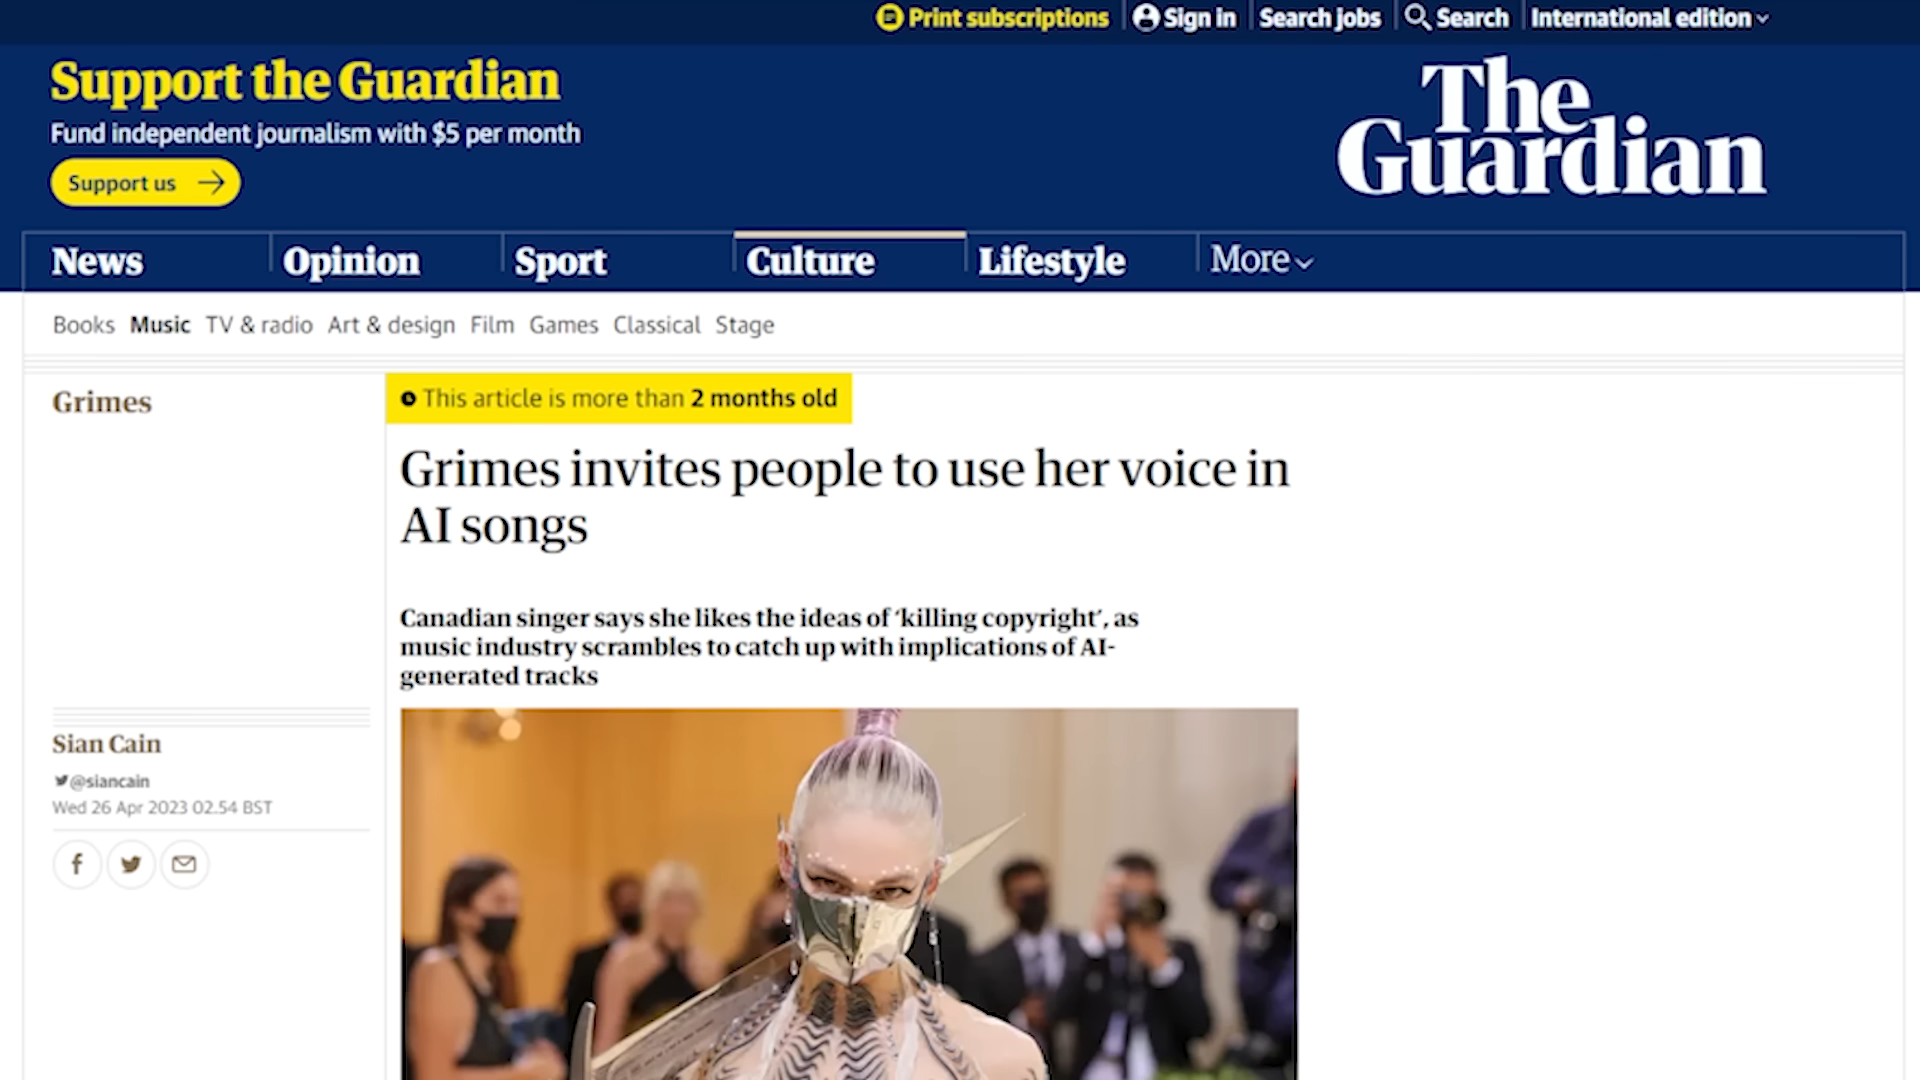 Print subscriptions
Sign in
Search jobs
Search
International edition
Support the Guardian
Fund independent journalism with $5 per month
Support us
The
Guardian
News
Opinion
Sport
Culture
Lifestyle
More
Books Music TV & radio Art & design Film Games Classical Stage
Grimes
This article is more than 2 months old
Grimes invites people to use her voice in
AI songs
Canadian singer says she likes the ideas of ‘killing copyright’, as
music industry scrambles to catch up with implications of AI-
generated tracks
Sian Cain
@siancain
Wed 26 Apr 2023 02.54 BST